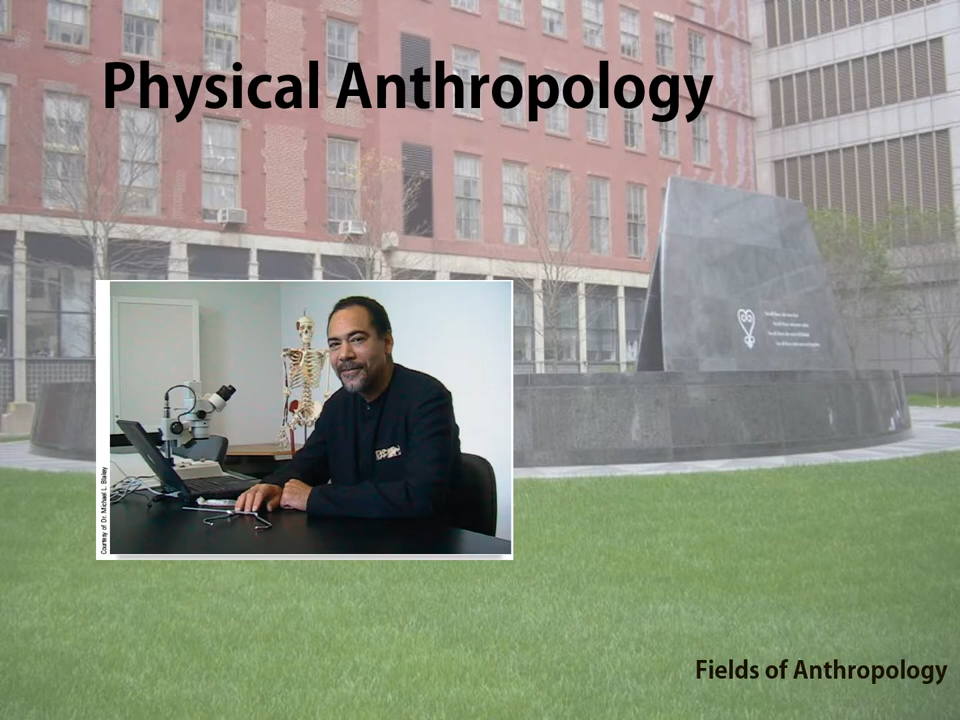 Physical Anthropology
Courtesy of Dr. Michael L. Blakey
Fields of Anthropology